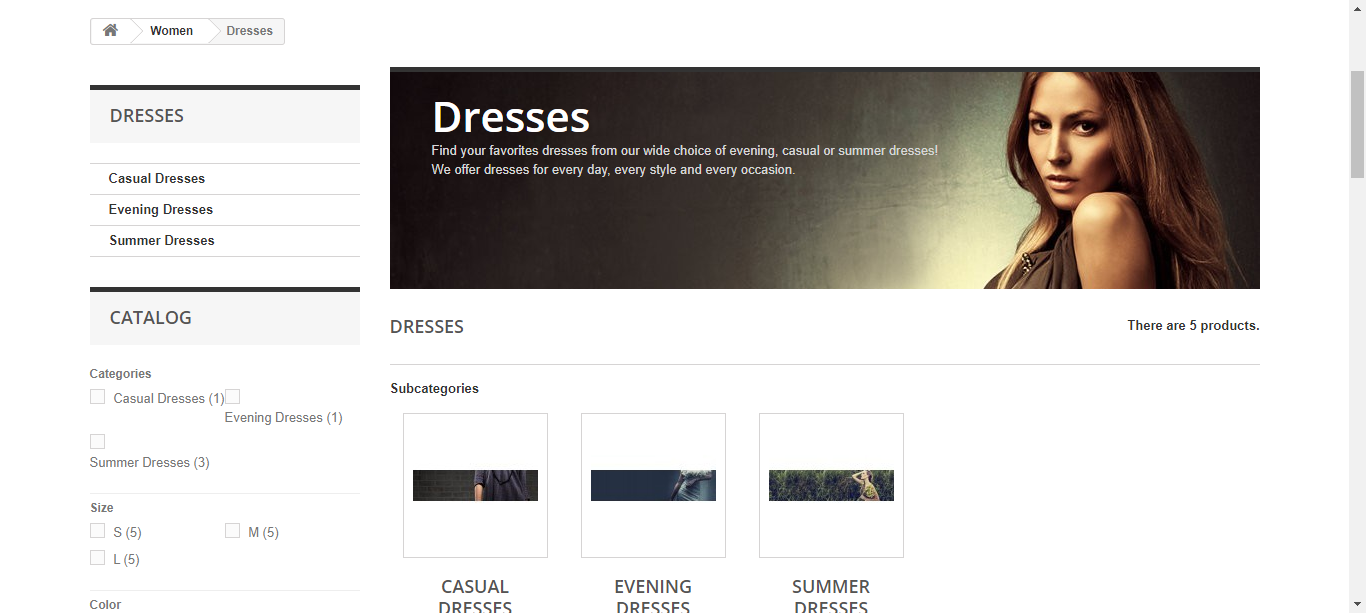 Women
Dresses
DRESSES
Casual Dresses
Evening Dresses
Summer Dresses
CATALOG
Categories
Casual Dresses (1)
Evening Dresses (1)
Summer Dresses (3)
Size
S (5)
M (5)
L (5)
Color
Dresses
Find your favorites dresses from our wide choice of evening, casual or summer dresses!
We offer dresses for every day, every style and every occasion.
DRESSES
There are 5 products.
Subcategories
CASUAL
DRESSES
EVENING
DRESSES
SUMMER
DRESSES